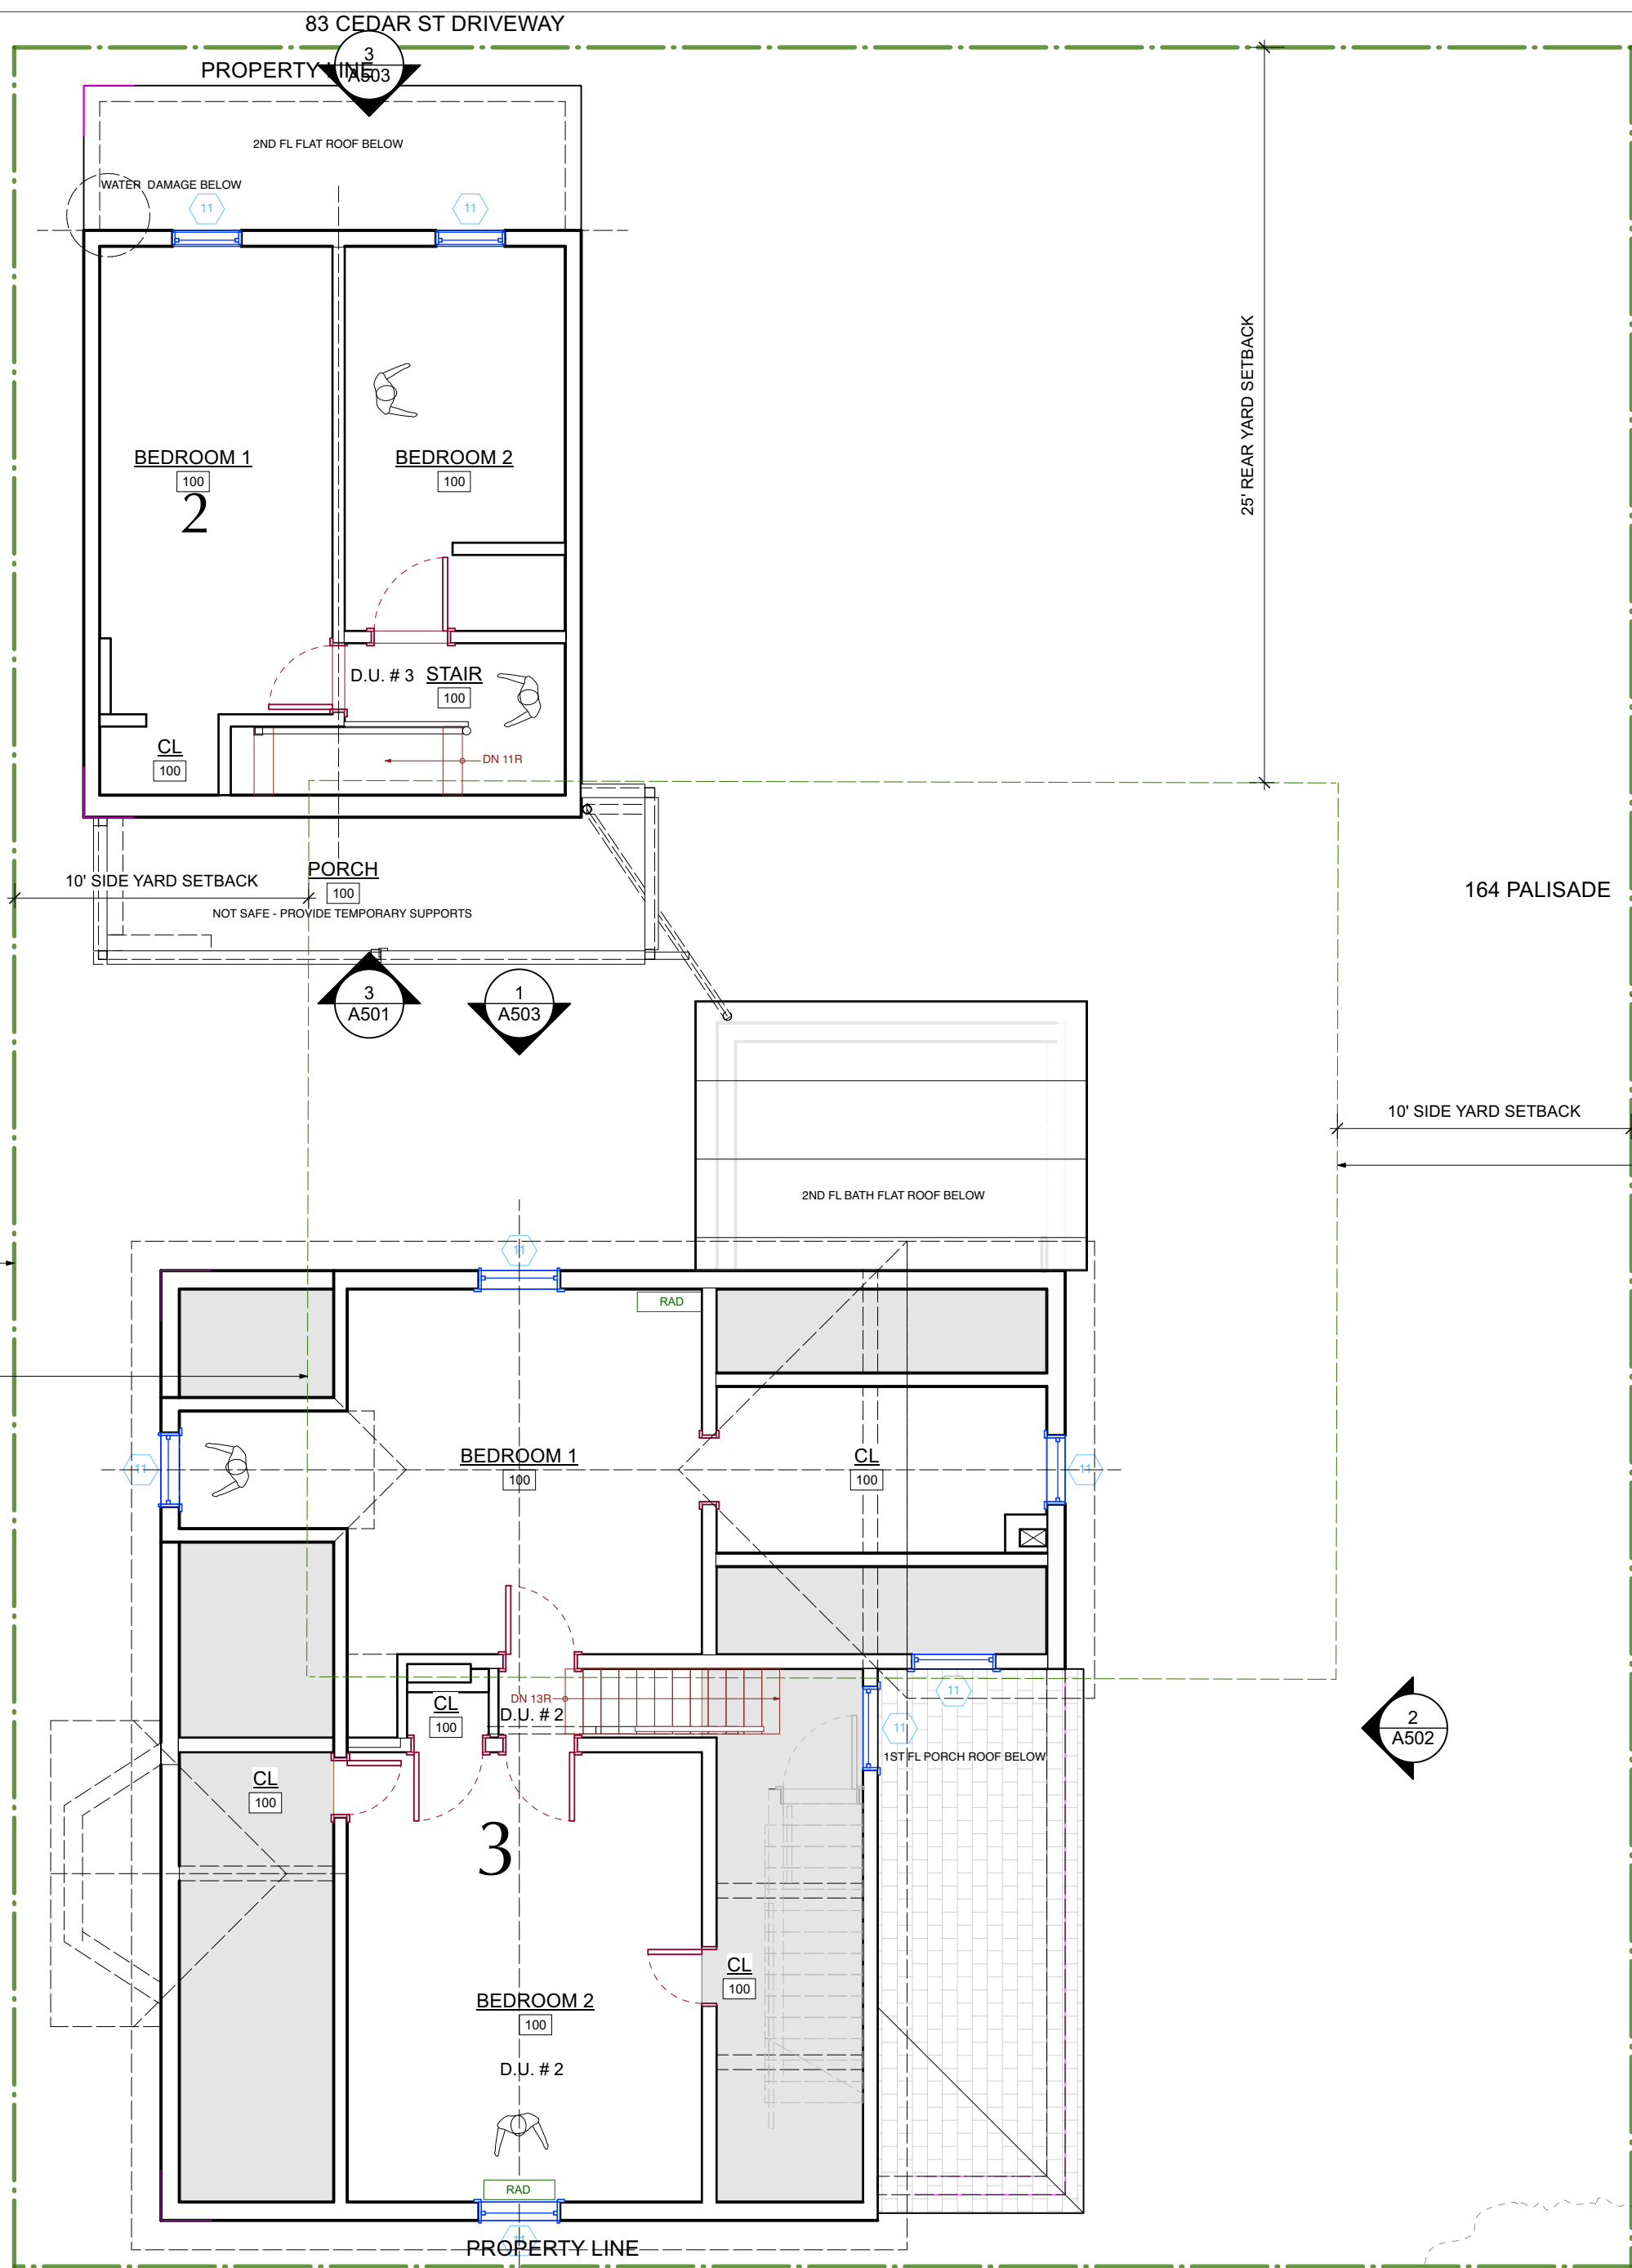 83 CEDAR ST DRIVEWAY
3
A503
PROPERTY LINE
2ND FL FLAT ROOF BELOW
WATER DAMAGE BELOW
11
11
25' REAR YARD SETBACK
BEDROOM 1
100
2
BEDROOM 2
100
D.U. # 3
STAIR
100
CL
100
DN 11R
PORCH
100
10' SIDE YARD SETBACK
NOT SAFE - PROVIDE TEMPORARY SUPPORTS
164 PALISADE
3
A501
1
A503
10' SIDE YARD SETBACK
2ND FL BATH FLAT ROOF BELOW
11
RAD
11
BEDROOM 1
100
CL
100
11
DN 13R
D.U. # 2
CL
100
11
11
1ST FL PORCH ROOF BELOW
2
A502
CL
100
3
CL
100
BEDROOM 2
100
D.U. # 2
RAD
11
PROPERTY LINE